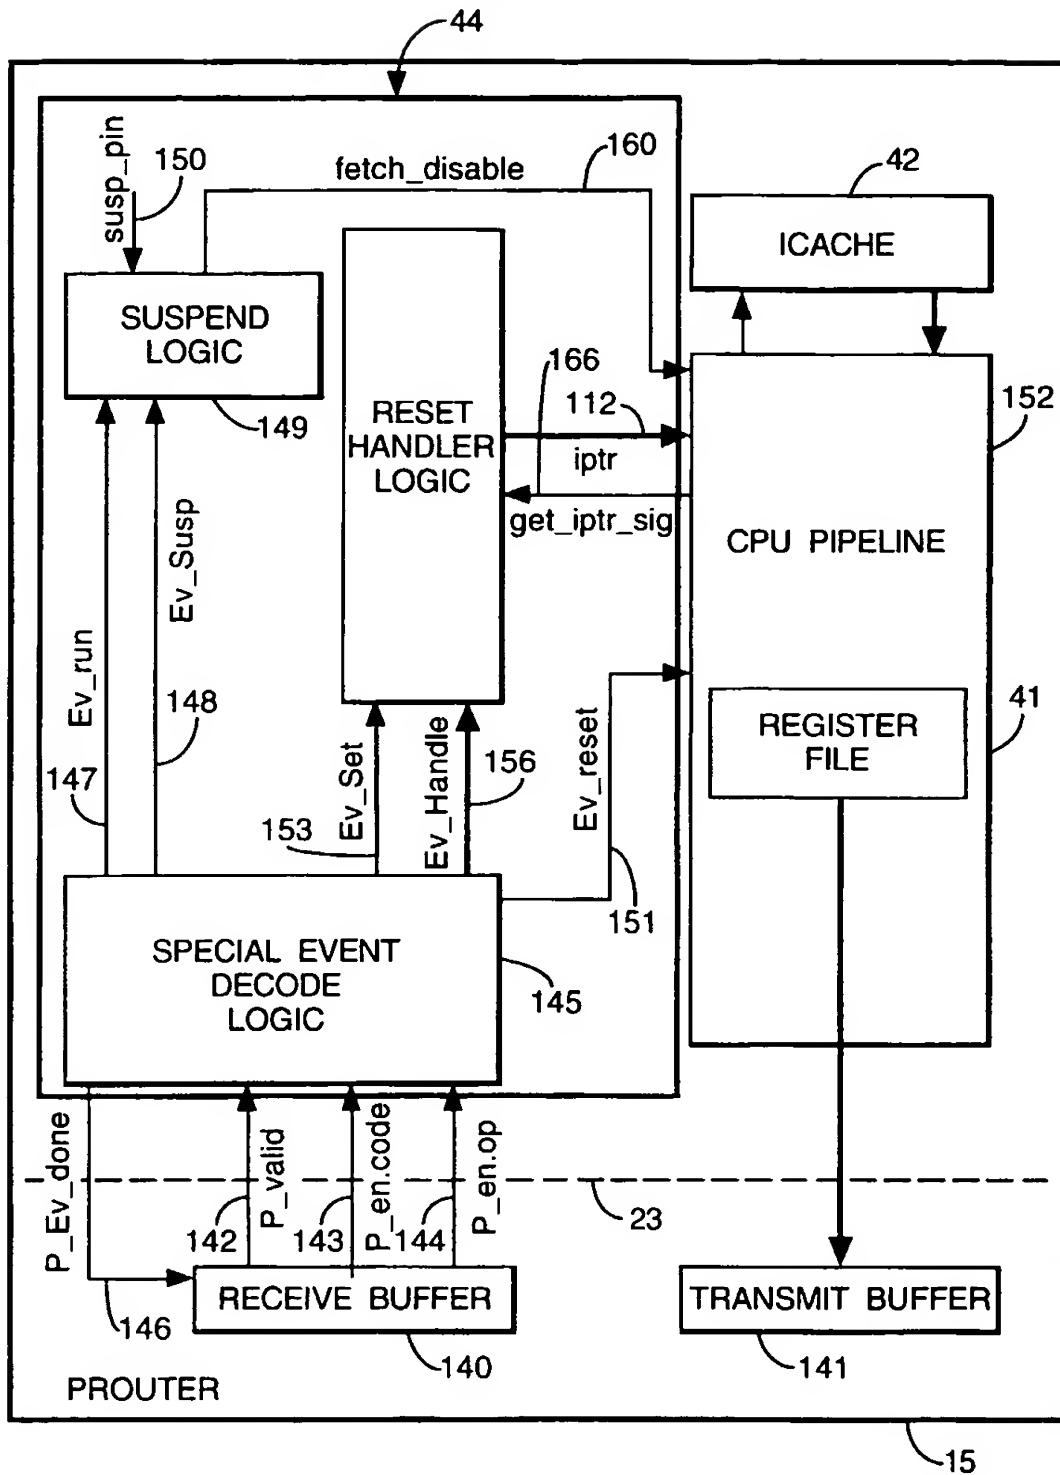 44
susp_pin
150
fetch_disable
160
42
ICACHE
SUSPEND
LOGIC
149
166
112
iptr
get_iptr_sig
RESET
HANDLER
LOGIC
152
CPU PIPELINE
Ev_run
Ev_Susp
147
148
Ev_Set
Ev_Handle
153
156
Ev_reset
151
41
REGISTER
FILE
SPECIAL EVENT
DECODE
LOGIC
145
P_Ev_done
P_valid
P_en.code
P_en.op
142
143
144
23
146
RECEIVE BUFFER
140
TRANSMIT BUFFER
141
PROUTER
15